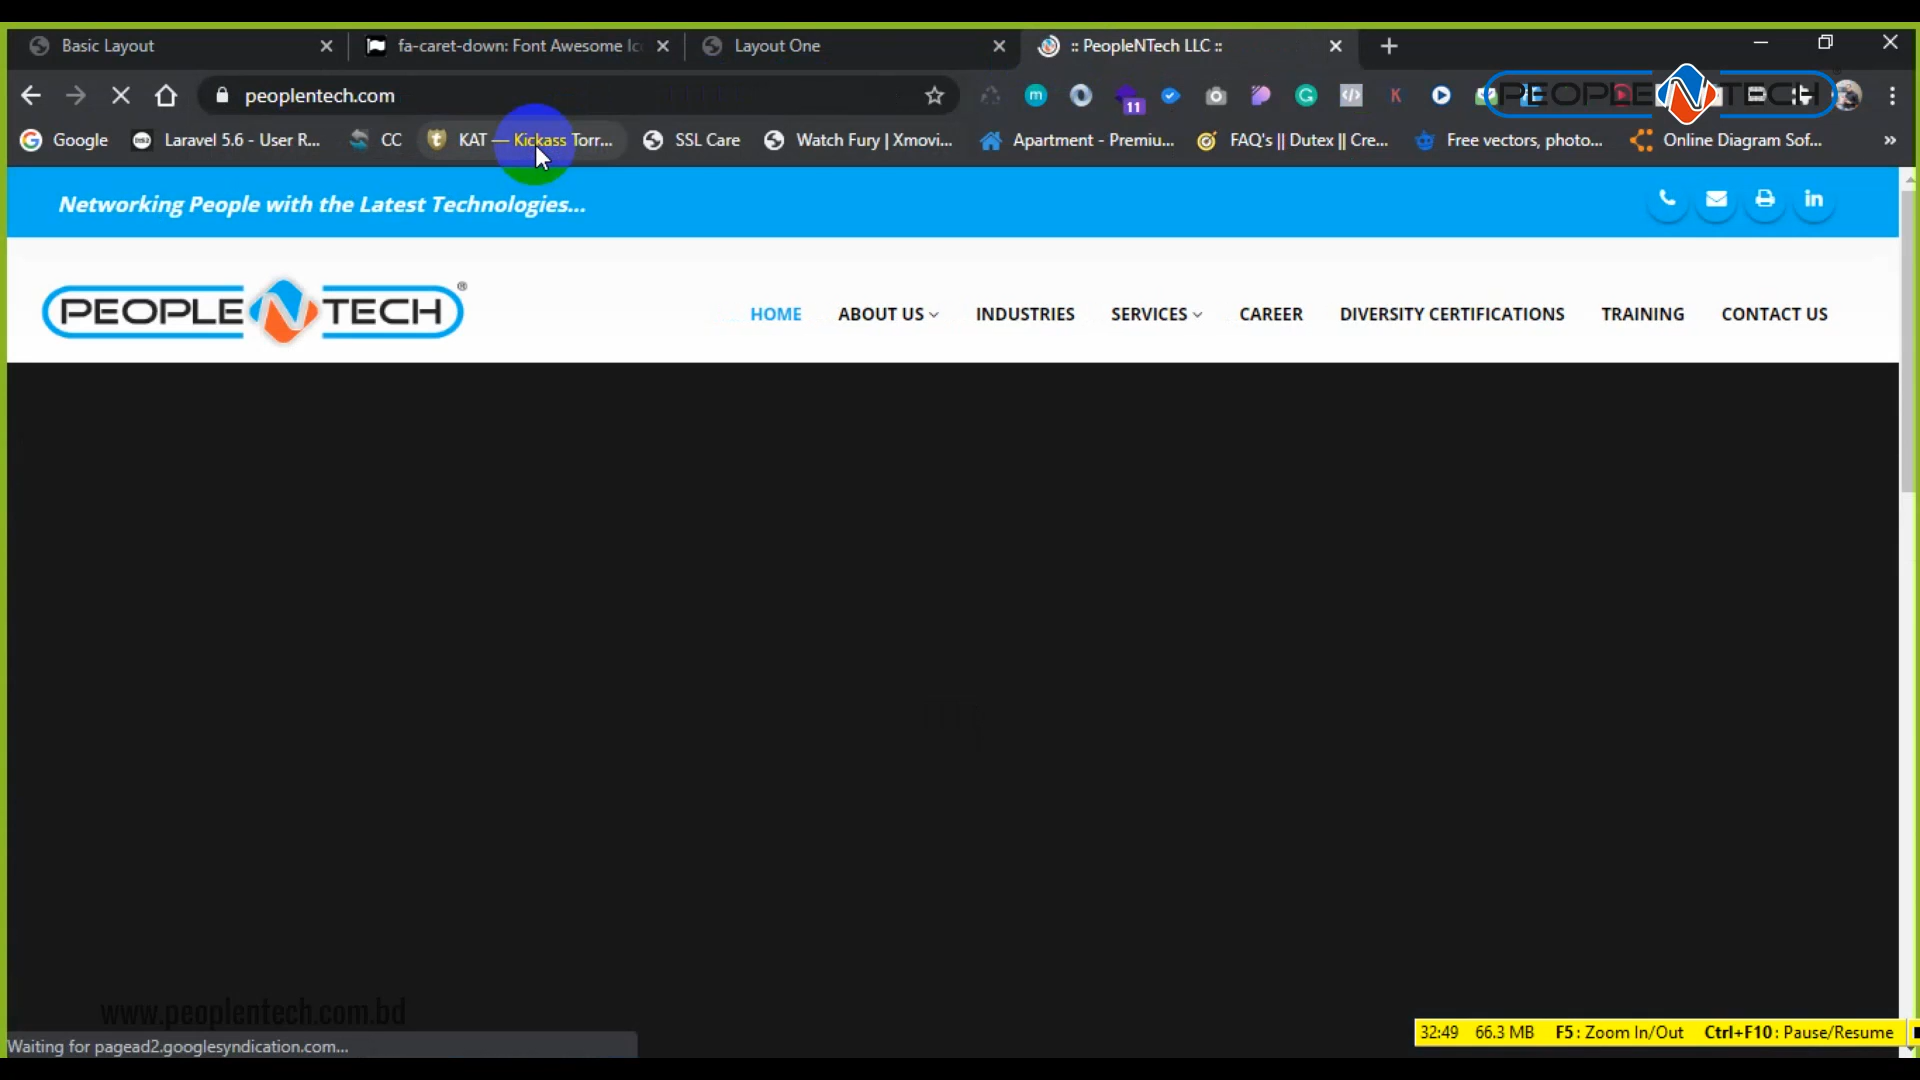 Basic Layout
fa-caret-down: Font Awesome Ic
Layout One
:: PeopleNTech LLC ::
peoplentech.com
11
PEOPLE N TECH
Google
Laravel 5.6 - User R...
CC
KAT — Kickass Torr...
SSL Care
Watch Fury | Xmovi...
Apartment - Premiu...
FAQ's || Dutex || Cre...
Free vectors, photo...
Online Diagram Sof...
»
Networking People with the Latest Technologies...
PEOPLE N TECH ®
HOME
ABOUT US
INDUSTRIES
SERVICES
CAREER
DIVERSITY CERTIFICATIONS
TRAINING
CONTACT US
www.peoplentech.com.bd
Waiting for pagead2.googlesyndication.com...
32:49 66.3 MB F5: Zoom In/Out Ctrl+F10: Pause/Resume